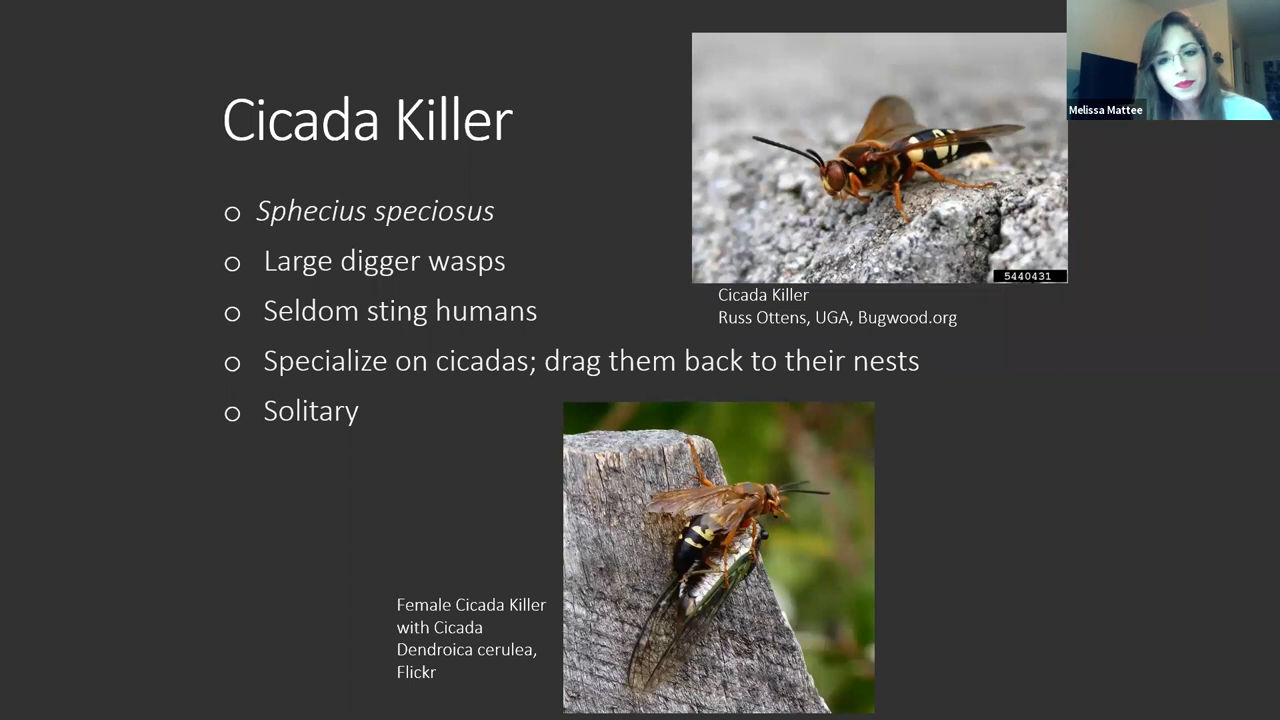 Cicada Killer
o Sphecius speciosus
o Large digger wasps
o Seldom sting humans
o Specialize on cicadas; drag them back to their nests
o Solitary
5440431
Cicada Killer
Russ Ottens, UGA, Bugwood.org
Female Cicada Killer
with Cicada
Dendroica cerulea,
Flickr
Melissa Mattee